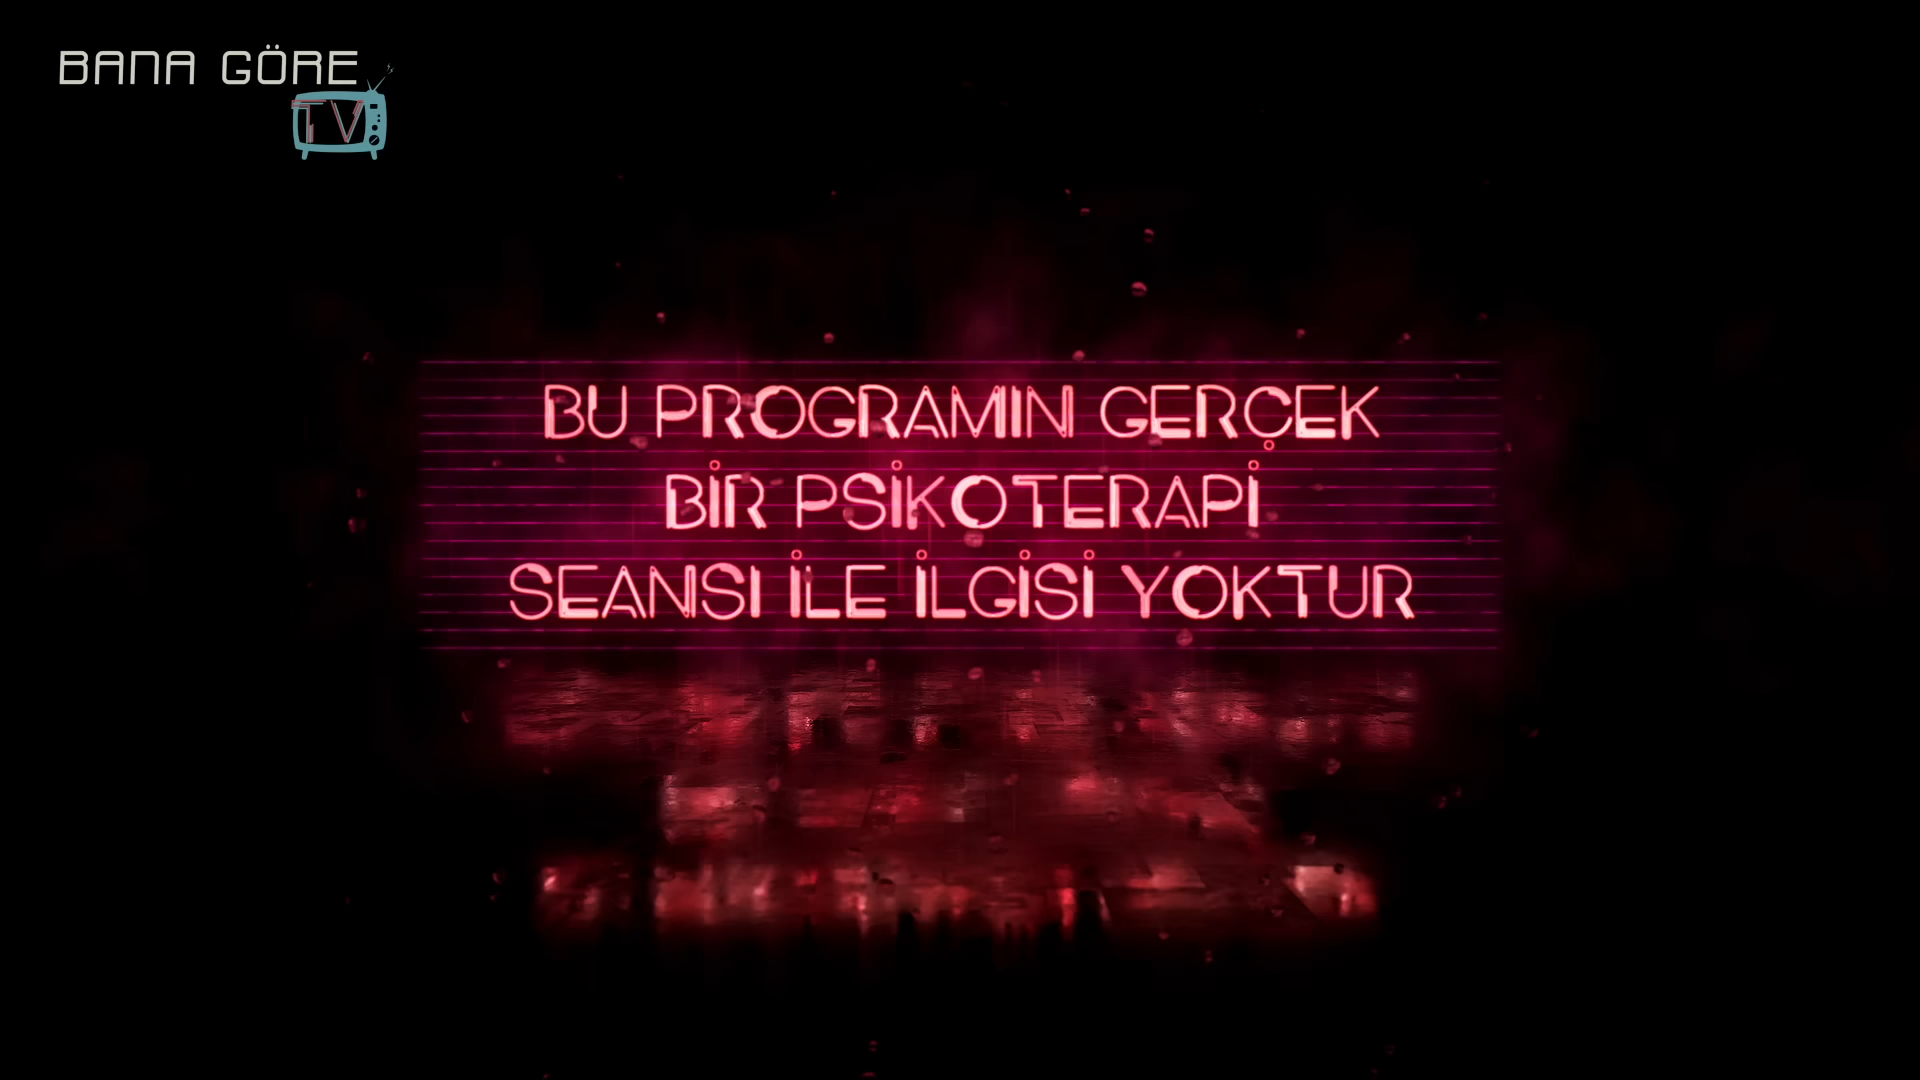 BANA GÖRE
TV
BU PROGRAMIN GERÇEK
BİR PSİKOTERAPİ
SEANSI İLE İLGİSİ YOKTUR